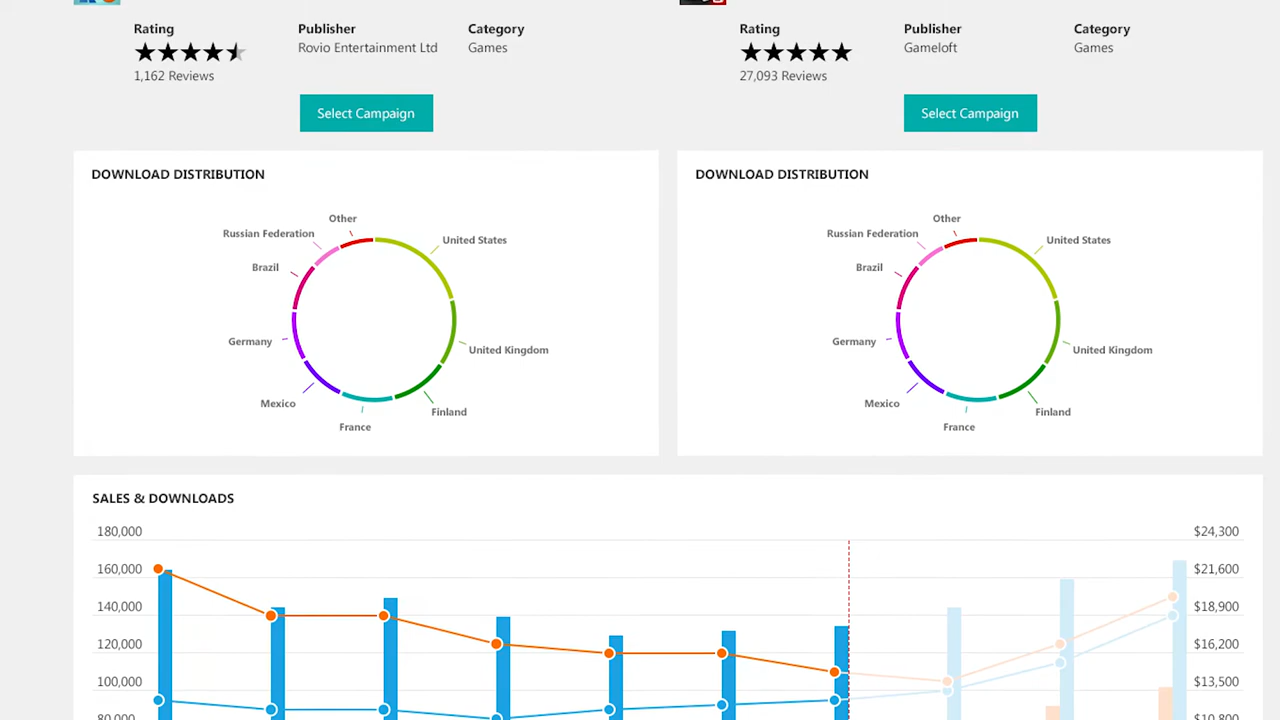 Rating Publisher Category
Rovio Entertainment Ltd Games
1,162 Reviews
Select Campaign
Rating Publisher Category
Gameloft Games
27,093 Reviews
Select Campaign
DOWNLOAD DISTRIBUTION
Other
Russian Federation
United States
Brazil
Germany
United Kingdom
Mexico
Finland
France
DOWNLOAD DISTRIBUTION
Other
Russian Federation
United States
Brazil
Germany
United Kingdom
Mexico
Finland
France
SALES & DOWNLOADS
180,000 $24,300
160,000 $21,600
140,000 $18,900
120,000 $16,200
100,000 $13,500
80,000 $10,800